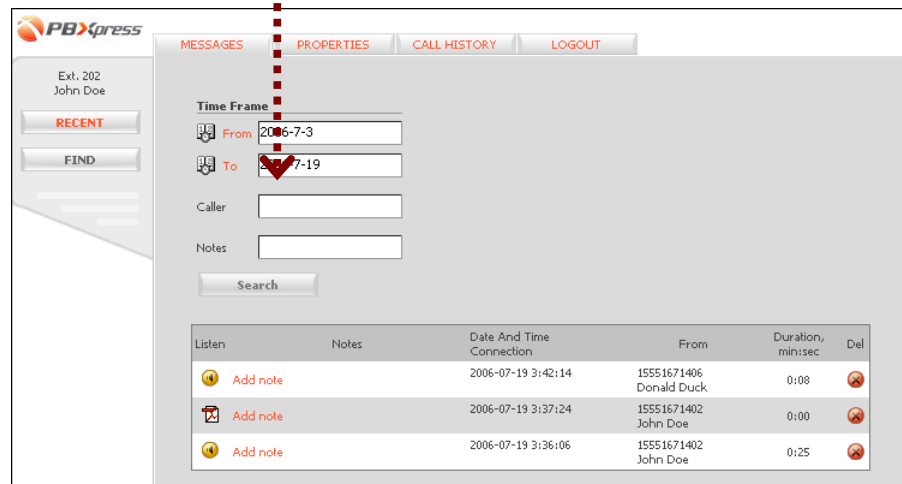 PBXpress
MESSAGES PROPERTIES CALL HISTORY LOGOUT
Ext. 202
John Doe
RECENT
FIND
Time Frame
From 2006-7-3
To 7-19
Caller
Notes
Search
Listen Notes Date And Time Connection From Duration, min:sec Del
Add note 2006-07-19 3:42:14 15551671406 Donald Duck 0:08
Add note 2006-07-19 3:37:24 15551671402 John Doe 0:00
Add note 2006-07-19 3:36:06 15551671402 John Doe 0:25